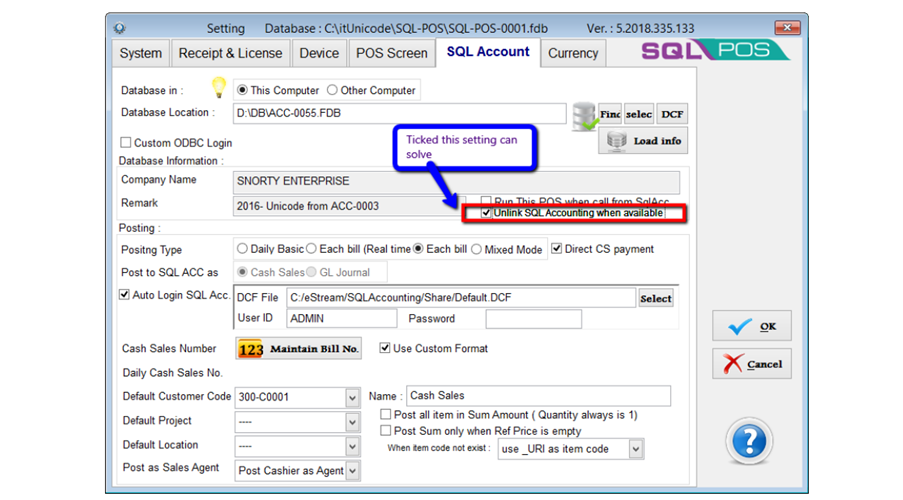 Setting Database : C:\itUnicode\SQL-POS\SQL-POS-0001.fdb Ver. : 5.2018.335.133
System Receipt & License Device POS Screen SQL Account Currency SQL POS
Database in : This Computer Other Computer
Database Location : D:\DB\ACC-0055.FDB Finc selec DCF
Custom ODBC Login Load info
Ticked this setting can
solve
Database Information :
Company Name SNORTY ENTERPRISE
Remark 2016- Unicode from ACC-0003 Run This POS when call from SqlAcc
Unlink SQL Accounting when available
Posting :
Positng Type Daily Basic Each bill (Real time Each bill Mixed Mode Direct CS payment
Post to SQL ACC as Cash Sales GL Journal
Auto Login SQL Acc. DCF File C:/eStream/SQLAccounting/Share/Default.DCF Select
User ID ADMIN Password
Cash Sales Number 123 Maintain Bill No. Use Custom Format
OK
Cancel
Daily Cash Sales No.
Default Customer Code 300-C0001 Name : Cash Sales
Default Project ---- Post all item in Sum Amount ( Quantity always is 1)
Post Sum only when Ref Price is empty
Default Location ---- When item code not exist : use _URI as item code
Post as Sales Agent Post Cashier as Agent